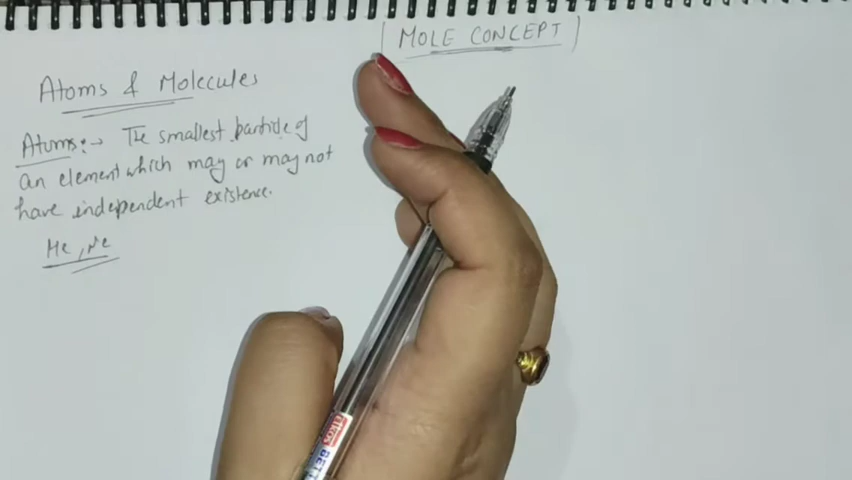 MOLE CONCEPT
Atoms & Molecules
Atoms:→ The smallest particle of
an element which may or may not
have independent existence.
He, Ne